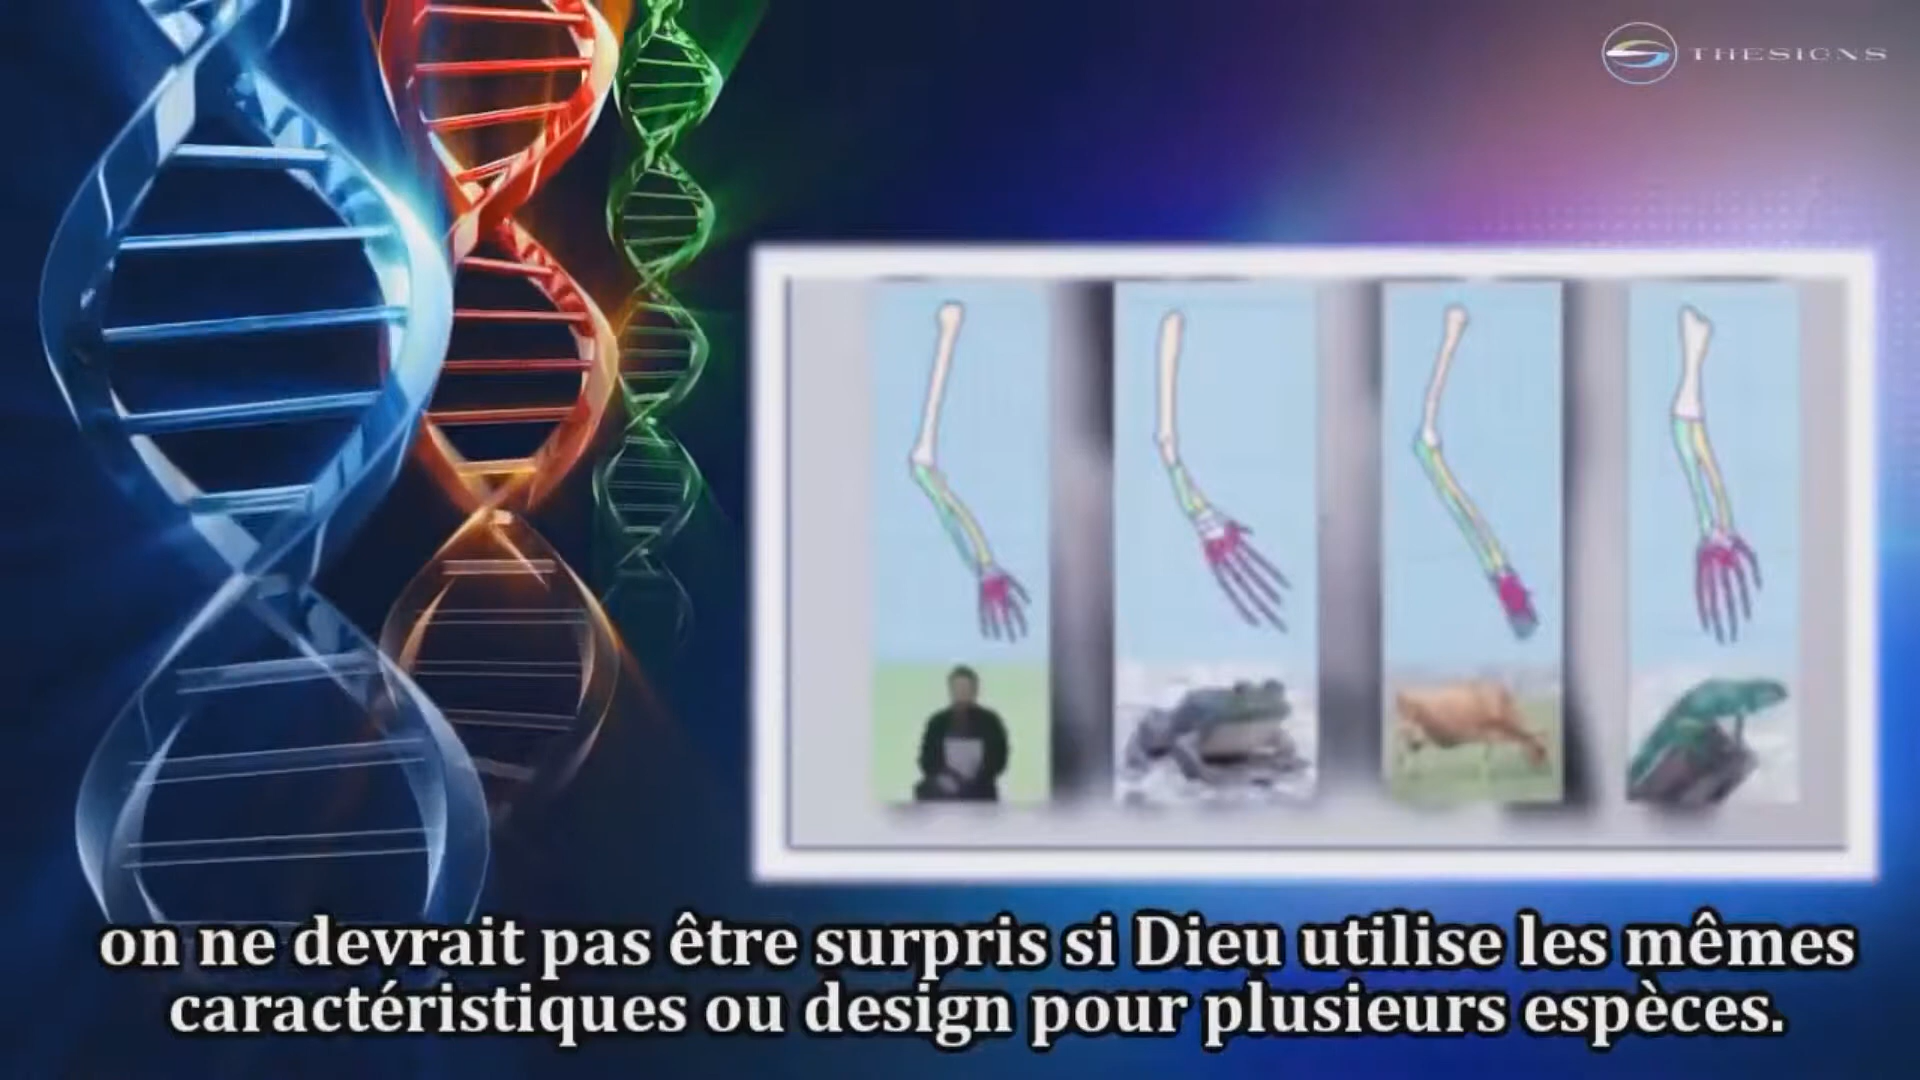 THESIGNS
on ne devrait pas être surpris si Dieu utilise les mêmes
caractéristiques ou design pour plusieurs espèces.